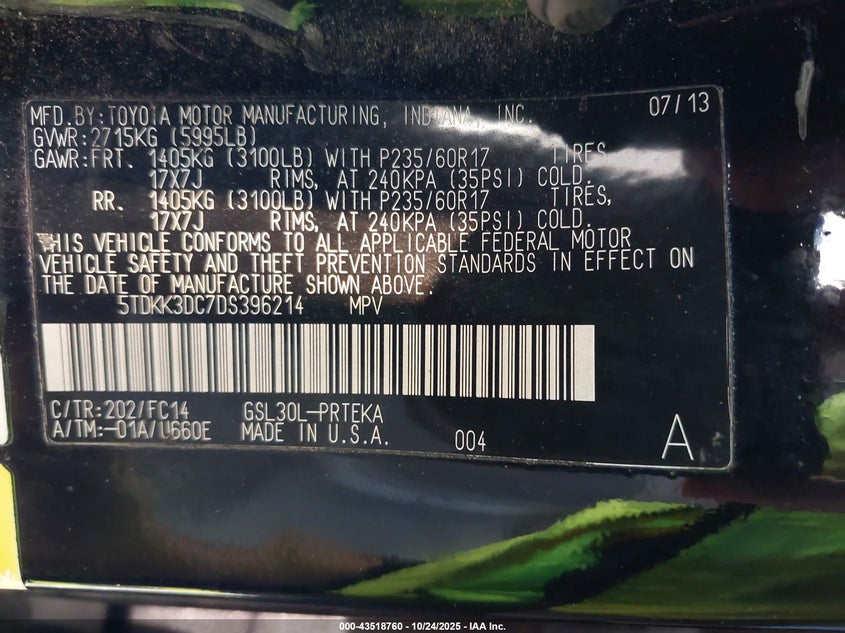 MFD.BY:TOYOTA MOTOR MANUFACTURING, INDIANA, INC. 07/13
GVWR:2715KG (5995LB)
GAWR:FRT. 1405KG (3100LB) WITH P235/60R17 TIRES,
17X7J RIMS, AT 240KPA (35PSI) COLD.
RR. 1405KG (3100LB) WITH P235/60R17 TIRES,
17X7J RIMS, AT 240KPA (35PSI) COLD.
THIS VEHICLE CONFORMS TO ALL APPLICABLE FEDERAL MOTOR
VEHICLE SAFETY AND THEFT PREVENTION STANDARDS IN EFFECT ON
THE DATE OF MANUFACTURE SHOWN ABOVE.
5TDKK3DC7DS396214 MPV
C/TR:202/FC14 GSL30L-PRTEKA
A/TM:-01A/U660E MADE IN U.S.A. 004 A
000-43518760 - 10/24/2025 - IAA Inc.